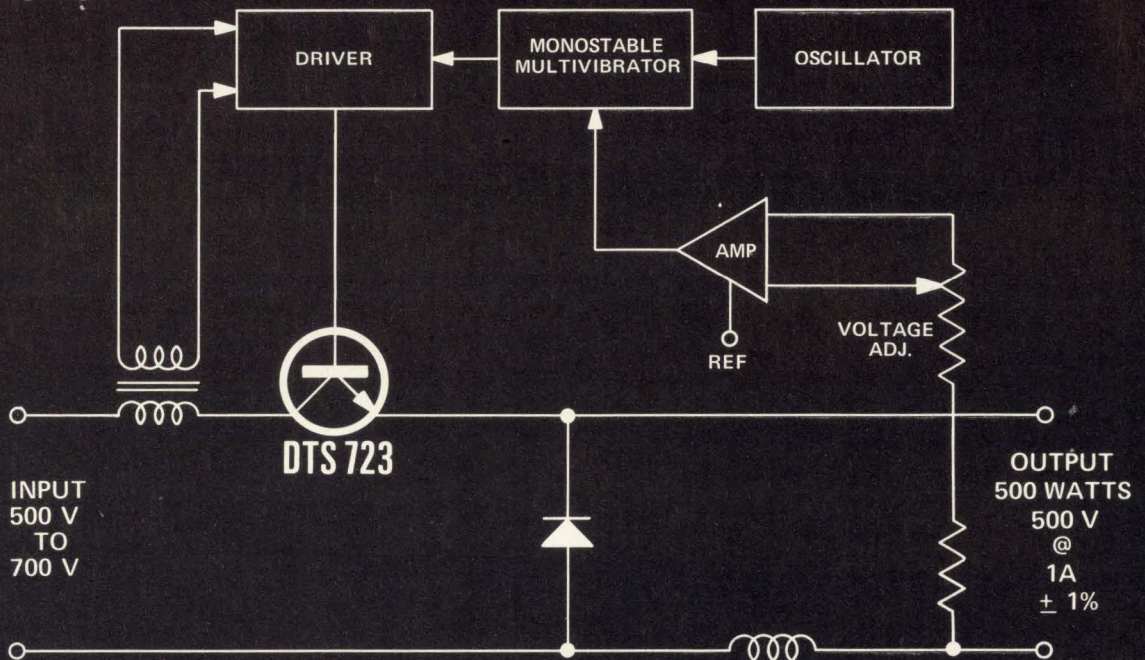 DRIVER
MONOSTABLE
MULTIVIBRATOR
OSCILLATOR
AMP
REF
VOLTAGE
ADJ.
DTS 723
INPUT
500 V
TO
700 V
OUTPUT
500 WATTS
500 V
@
1A
± 1%